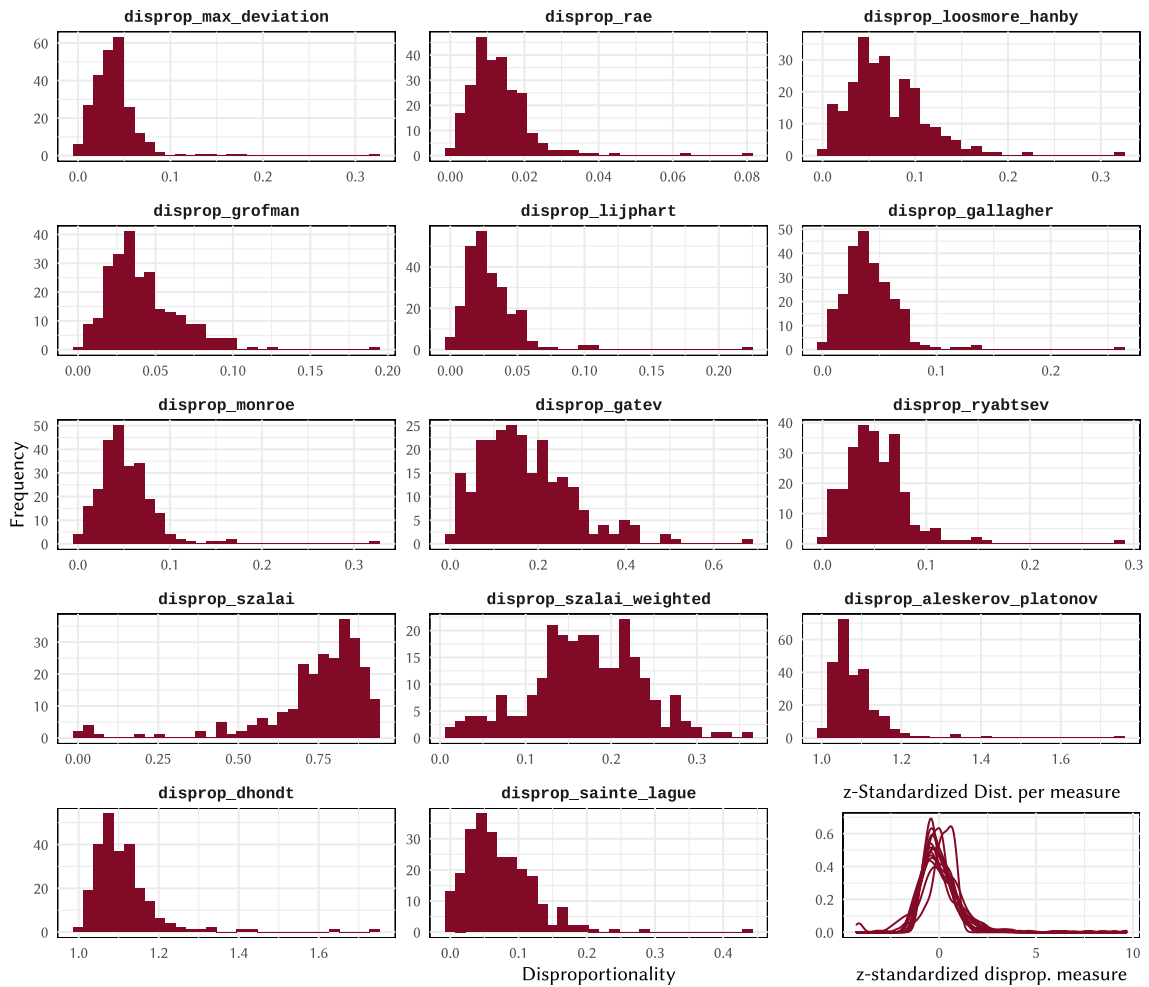 disprop_max_deviation
disprop_rae
disprop_loosmore_hanby
60
40
20
0
0.0 0.1 0.2 0.3
40
30
20
10
0
0.00 0.02 0.04 0.06 0.08
30
20
10
0
0.0 0.1 0.2 0.3
disprop_grofman
disprop_lijphart
disprop_gallagher
40
30
20
10
0
0.00 0.05 0.10 0.15 0.20
40
20
0
0.00 0.05 0.10 0.15 0.20
50
40
30
20
10
0
0.0 0.1 0.2
Frequency
disprop_monroe
disprop_gatev
disprop_ryabtsev
50
40
30
20
10
0
0.0 0.1 0.2 0.3
25
20
15
10
5
0
0.0 0.2 0.4 0.6
40
30
20
10
0
0.0 0.1 0.2 0.3
disprop_szalai
disprop_szalai_weighted
disprop_aleskerov_platonov
30
20
10
0
0.00 0.25 0.50 0.75
20
15
10
5
0
0.0 0.1 0.2 0.3
60
40
20
0
1.0 1.2 1.4 1.6
disprop_dhondt
disprop_sainte_lague
z-Standardized Dist. per measure
40
20
0
1.0 1.2 1.4 1.6
30
20
10
0
0.0 0.1 0.2 0.3 0.4
Disproportionality
0.6
0.4
0.2
0.0
0 5 10
z-standardized disprop. measure